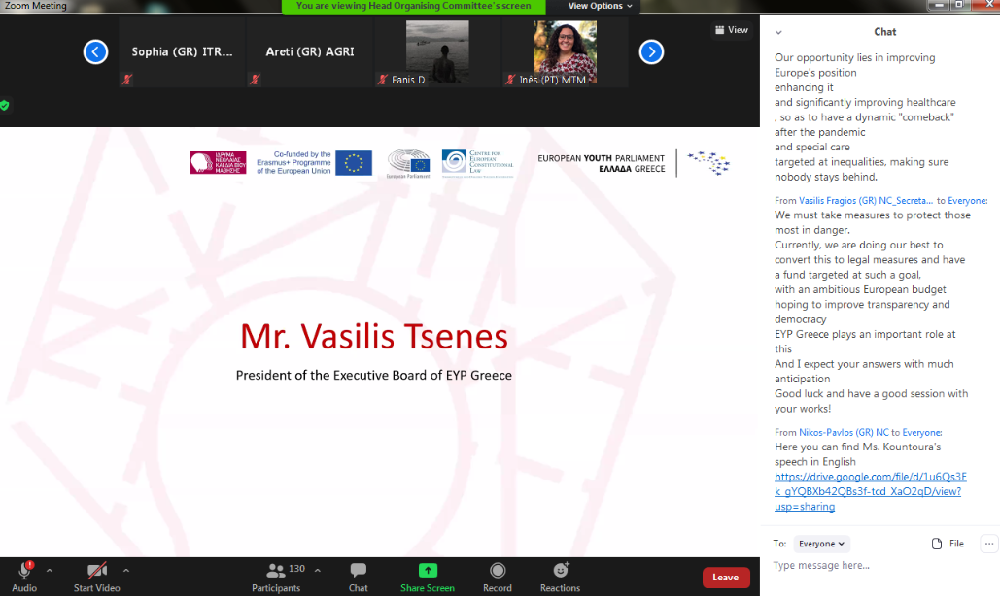 Zoom Meeting
You are viewing Head Organising Committee's screen
View Options
View
Sophia (GR) ITR...
Areti (GR) AGRI
Fanis D
Inês (PT) MTM
ΙΔΡΥΜΑ
ΝΕΟΛΑΙΑΣ
ΚΑΙ ΔΙΑ ΒΙΟΥ
ΜΑΘΗΣΗΣ
Co-funded by the
Erasmus+ Programme
of the European Union
European Parliament
CENTRE FOR
EUROPEAN
CONSTITUTIONAL
LAW
EUROPEAN YOUTH PARLIAMENT
ΕΛΛΑΔΑ GREECE
Mr. Vasilis Tsenes
President of the Executive Board of EYP Greece
Chat
Our opportunity lies in improving
Europe's position
enhancing it
and significantly improving healthcare
, so as to have a dynamic "comeback"
after the pandemic
and special care
targeted at inequalities, making sure
nobody stays behind.
From Vasilis Fragios (GR) NC_Secreta... to Everyone:
We must take measures to protect those
most in danger.
Currently, we are doing our best to
convert this to legal measures and have
a fund targeted at such a goal,
with an ambitious European budget
hoping to improve transparency and
democracy
EYP Greece plays an important role at
this
And I expect your answers with much
anticipation
Good luck and have a good session with
your works!
From Nikos-Pavlos (GR) NC to Everyone:
Here you can find Ms. Kountoura's
speech in English
https://drive.google.com/file/d/1u6Qs3E
k_gYQBXb42QBs3f-tcd_XaO2qD/view?
usp=sharing
To: Everyone
File
Type message here...
Audio
Start Video
Participants
130
Chat
Share Screen
Record
Reactions
Leave